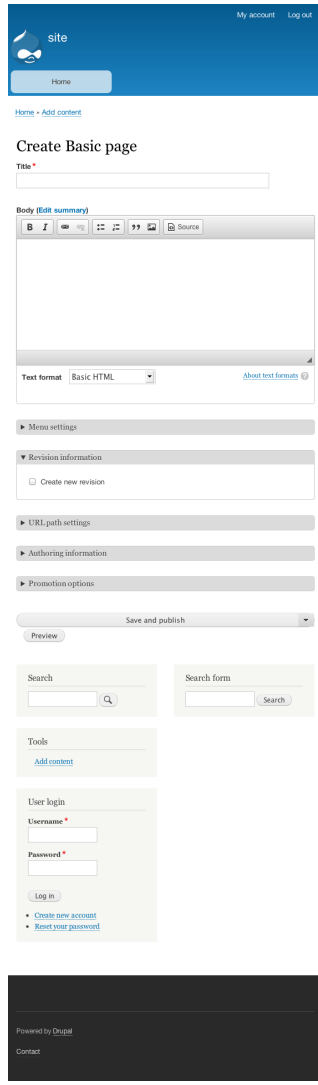 My account Log out
site
Home
Home » Add content
Create Basic page
Title *
Body (Edit summary)
B I Source
Text format Basic HTML About text formats ?
Menu settings
Revision information
Create new revision
URL path settings
Authoring information
Promotion options
Save and publish
Preview
Search
Search form
Search
Tools
Add content
User login
Username *
Password *
Log in
Create new account
Reset your password
Powered by Drupal
Contact